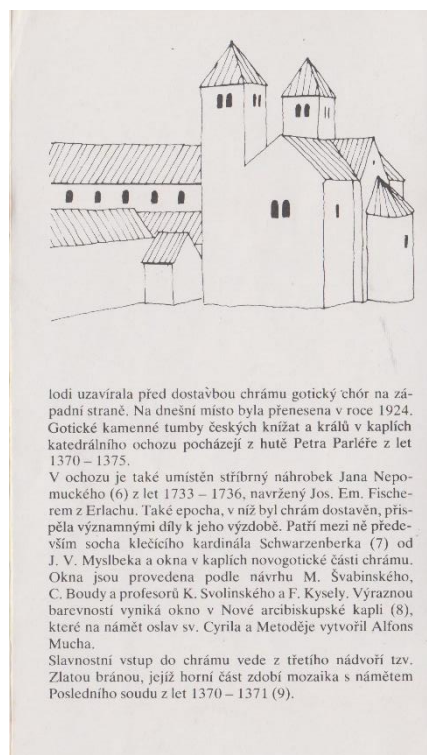 lodi uzavírala před dostavbou chrámu gotický chór na zá-
padní straně. Na dnešní místo byla přenesena v roce 1924.
Gotické kamenné tumby českých knížat a králů v kaplích
katedrálního ochozu pocházejí z hutě Petra Parléře z let
1370 – 1375.
V ochozu je také umístěn stříbrný náhrobek Jana Nepo-
muckého (6) z let 1733 – 1736, navržený Jos. Em. Fische-
rem z Erlachu. Také epocha, v níž byl chrám dostavěn, přis-
pěla významnými díly k jeho výzdobě. Patří mezi ně přede-
vším socha klečícího kardinála Schwarzenberka (7) od
J. V. Myslbeka a okna v kaplích novogotické části chrámu.
Okna jsou provedena podle návrhu M. Švabinského,
C. Boudy a profesorů K. Svolinského a F. Kysely. Výraznou
barevností vyniká okno v Nové arcibiskupské kapli (8),
které na námět oslav sv. Cyrila a Metoděje vytvořil Alfons
Mucha.
Slavnostní vstup do chrámu vede z třetího nádvoří tzv.
Zlatou bránou, jejíž horní část zdobí mozaika s námětem
Posledního soudu z let 1370 – 1371 (9).